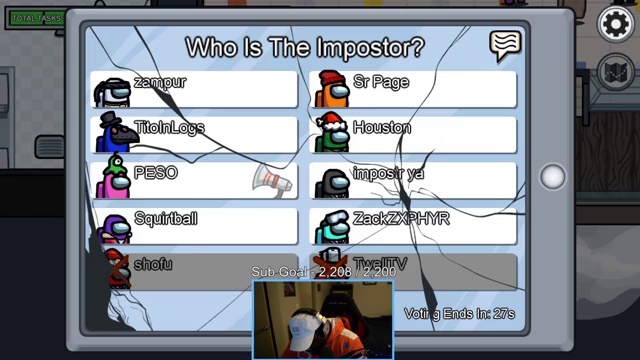 TOTAL TASKS
Who Is The Impostor?
zampur
Sr Page
TitoInLogs
Houston
PESO
impostr ya
Squirtball
ZackZXPHYR
shofu
TwellTV
Sub-Goal - 2,208 / 2,200
Voting Ends In: 27s